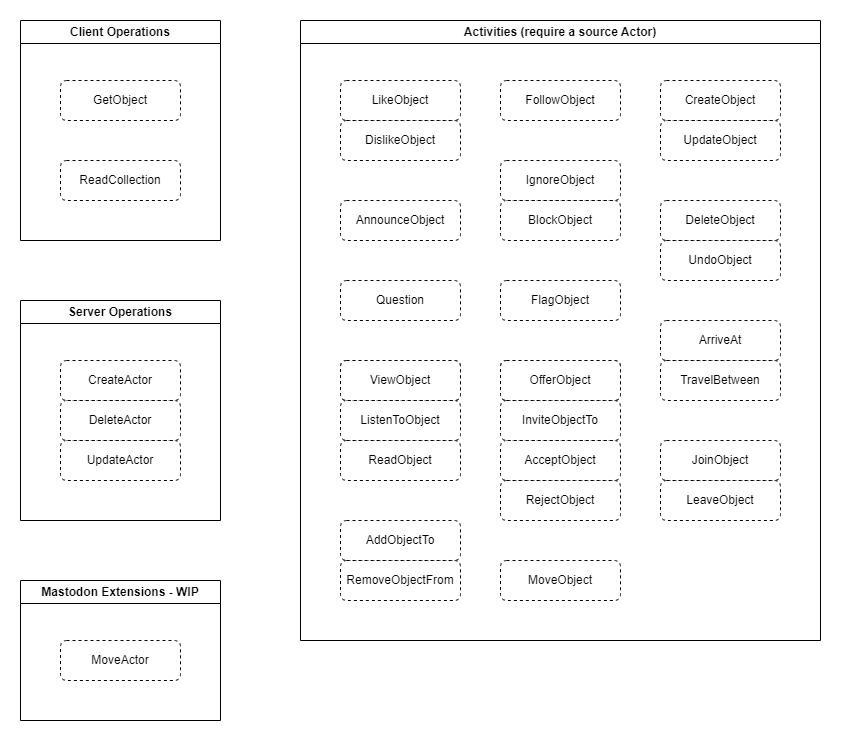 Client Operations
GetObject
ReadCollection
Server Operations
CreateActor
DeleteActor
UpdateActor
Mastodon Extensions - WIP
MoveActor
Activities (require a source Actor)
LikeObject
DislikeObject
AnnounceObject
Question
ViewObject
ListenToObject
ReadObject
AddObjectTo
RemoveObjectFrom
FollowObject
IgnoreObject
BlockObject
FlagObject
OfferObject
InviteObjectTo
AcceptObject
RejectObject
MoveObject
CreateObject
UpdateObject
DeleteObject
UndoObject
ArriveAt
TravelBetween
JoinObject
LeaveObject